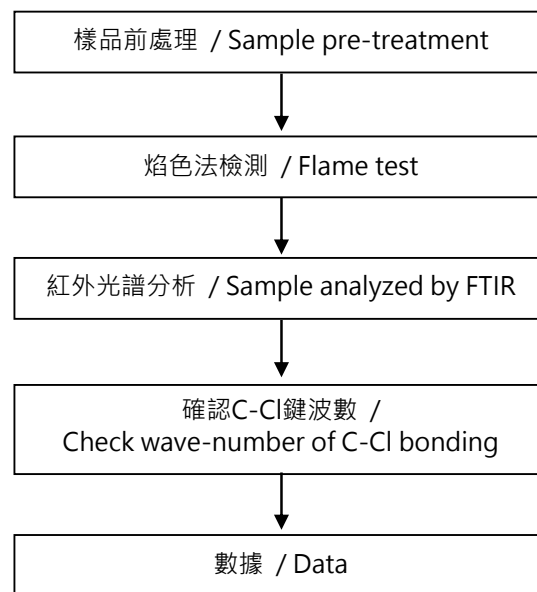 樣品前處理 / Sample pre-treatment
焰色法檢測 / Flame test
紅外光譜分析 / Sample analyzed by FTIR
確認C-Cl鍵波數 /
Check wave-number of C-Cl bonding
數據 / Data